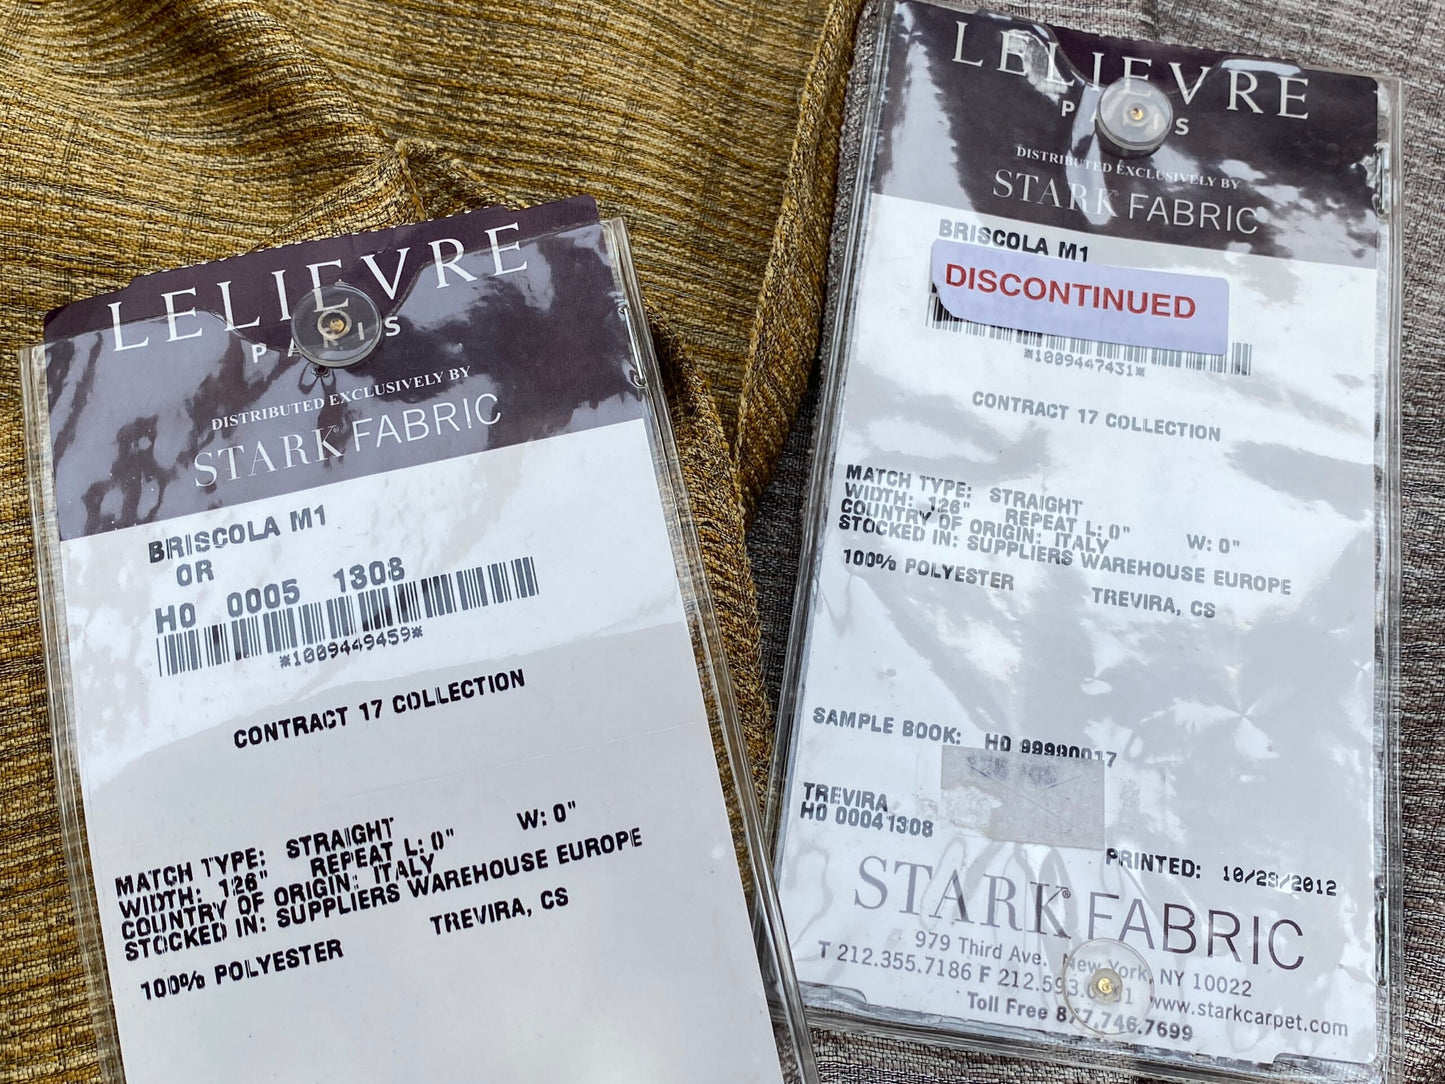 LELIEVRE
PARIS
DISTRIBUTED EXCLUSIVELY BY
STARK FABRIC
BRISCOLA M1
OR
HO 0005 1308
*1009449459*
CONTRACT 17 COLLECTION
MATCH TYPE: STRAIGHT
WIDTH: 126" REPEAT L: 0" W: 0"
COUNTRY OF ORIGIN: ITALY
STOCKED IN: SUPPLIERS WAREHOUSE EUROPE
100% POLYESTER TREVIRA, CS
LELIEVRE
PARIS
DISTRIBUTED EXCLUSIVELY BY
STARK FABRIC
BRISCOLA M1
DISCONTINUED
*1009447431*
CONTRACT 17 COLLECTION
MATCH TYPE: STRAIGHT
WIDTH: 126" REPEAT L: 0" W: 0"
COUNTRY OF ORIGIN: ITALY
STOCKED IN: SUPPLIERS WAREHOUSE EUROPE
100% POLYESTER TREVIRA, CS
SAMPLE BOOK: HO 99990017
TREVIRA
HO 00041308
PRINTED: 10/29/2012
STARK® FABRIC
979 Third Ave. New York, NY 10022
T 212.355.7186 F www.starkcarpet.com
Toll Free 877.746.7699